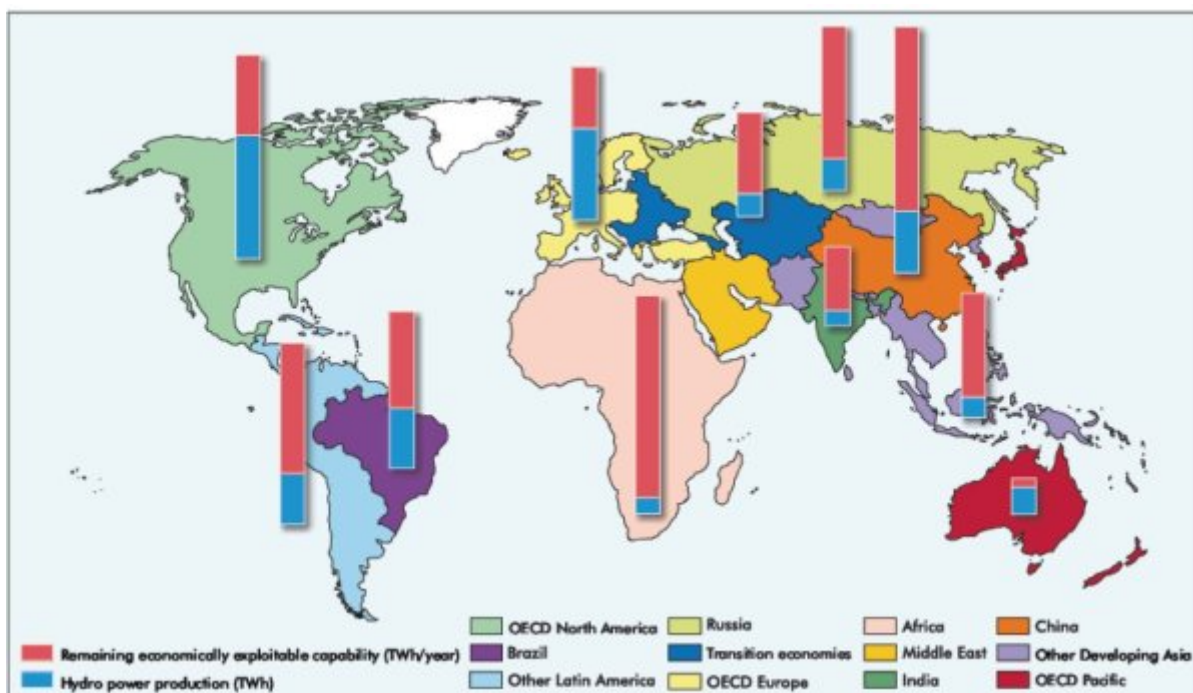 Remaining economically exploitable capability (TWh/year)
Hydro power production (TWh)
OECD North America
Brazil
Other Latin America
Russia
Transition economies
OECD Europe
Africa
Middle East
India
China
Other Developing Asia
OECD Pacific